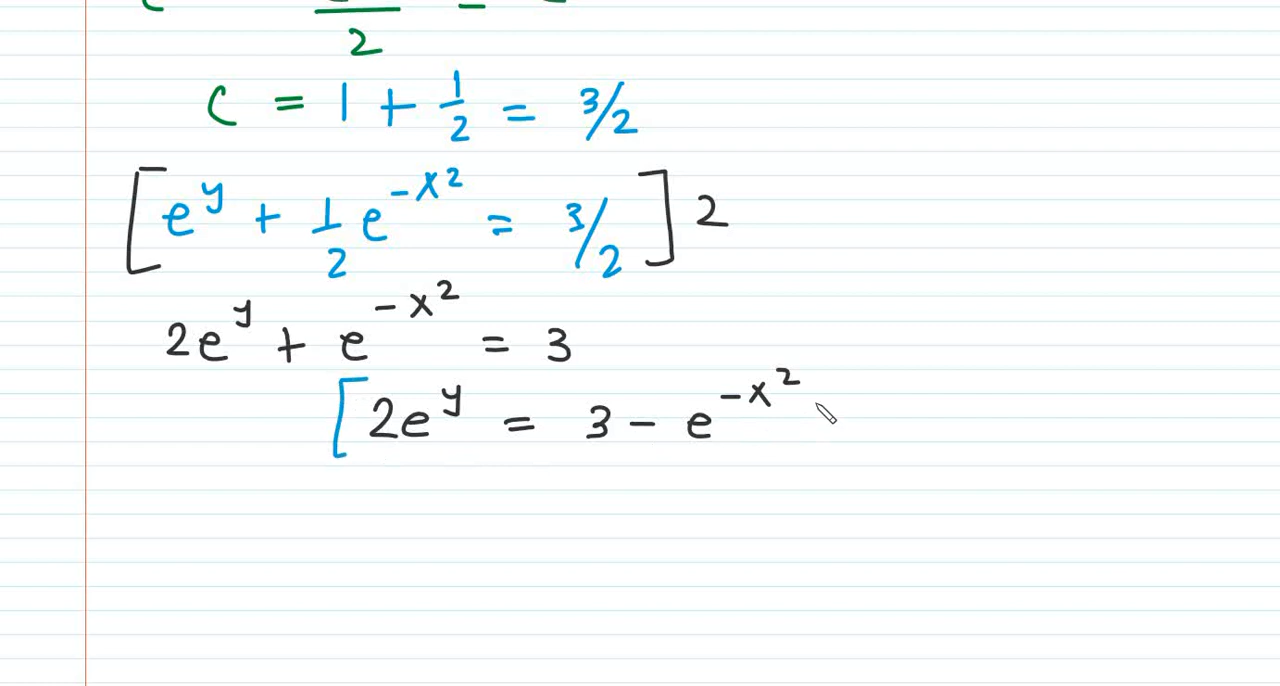 2
C = 1 + 1/2 = 3/2
[e^y + 1/2 e^-x^2 = 3/2] 2
2e^y + e^-x^2 = 3
[2e^y = 3 - e^-x^2